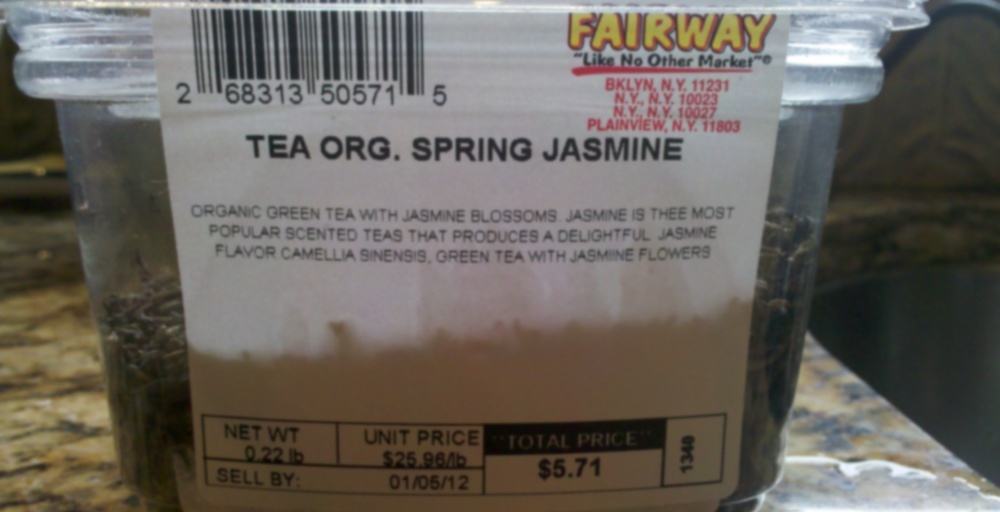 2 68313 50571 5
FAIRWAY
"Like No Other Market"®
BKLYN, N.Y. 11231
N.Y., N.Y. 10023
N.Y., N.Y. 10027
PLAINVIEW, N.Y. 11803
TEA ORG. SPRING JASMINE
ORGANIC GREEN TEA WITH JASMINE BLOSSOMS. JASMINE IS THEE MOST
POPULAR SCENTED TEAS THAT PRODUCES A DELIGHTFUL JASMINE
FLAVOR CAMELLIA SINENSIS, GREEN TEA WITH JASMINE FLOWERS
NET WT
0.22 lb
UNIT PRICE
$25.96/lb
**TOTAL PRICE**
$5.71
SELL BY:
01/05/12
1340